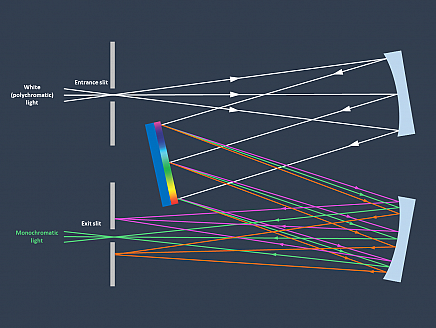 Entrance slit
White
(polychromatic)
light
Exit slit
Monochromatic
light